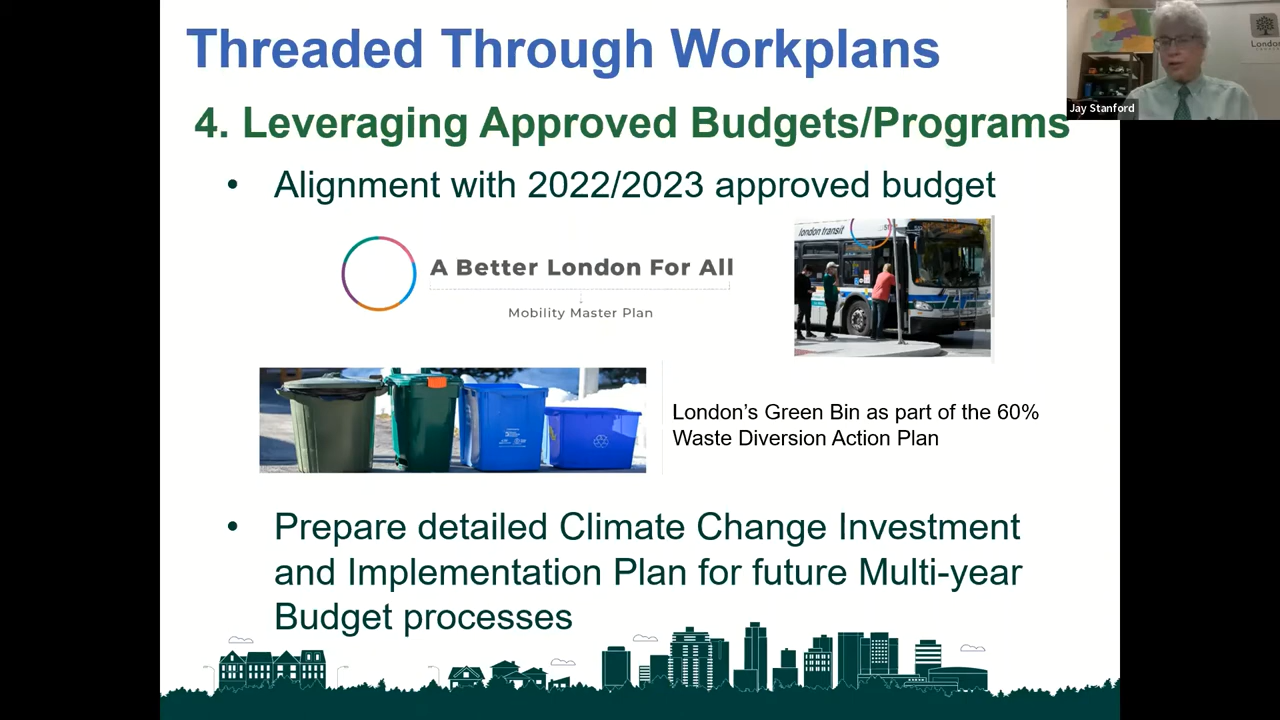 Threaded Through Workplans
London
Jay Stanford
4. Leveraging Approved Budgets/Programs
• Alignment with 2022/2023 approved budget
A Better London For All
Mobility Master Plan
london transit
London's Green Bin as part of the 60%
Waste Diversion Action Plan
• Prepare detailed Climate Change Investment
and Implementation Plan for future Multi-year
Budget processes